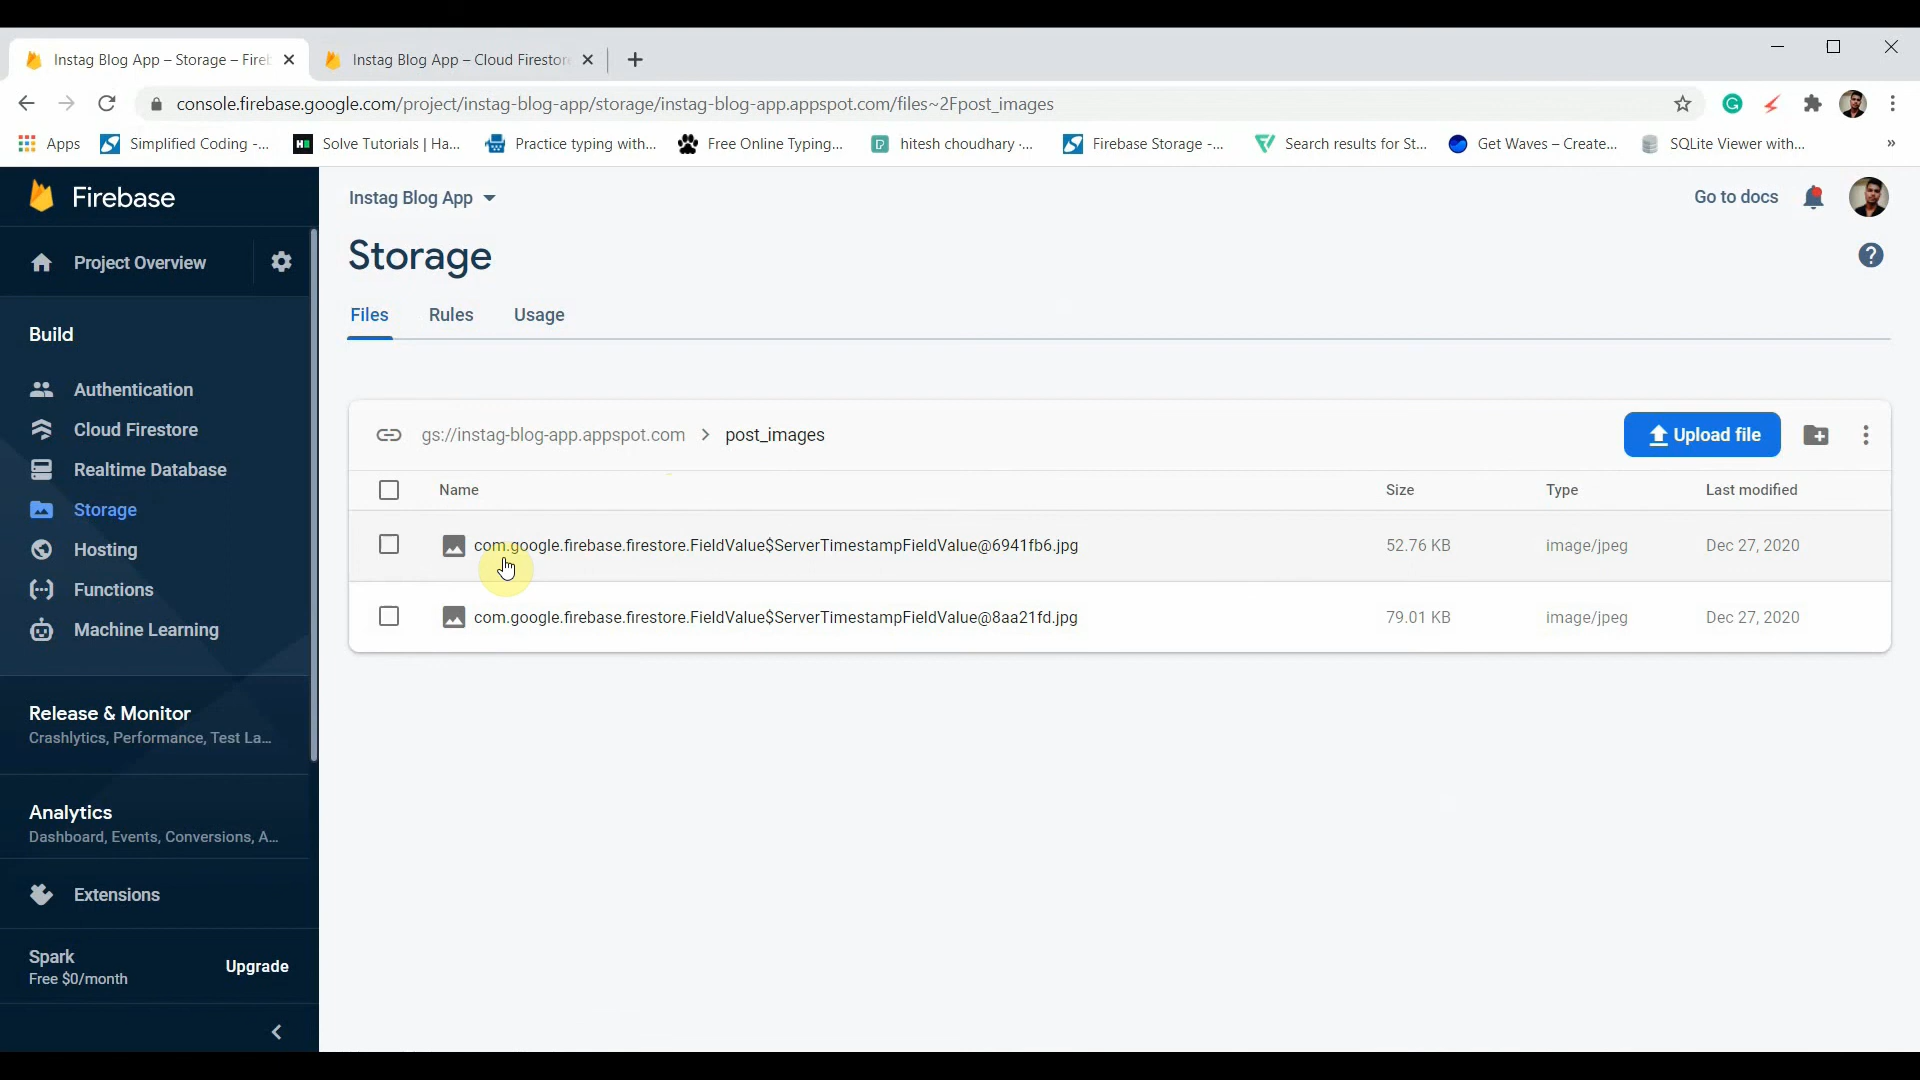 Instag Blog App – Storage – Fireb
Instag Blog App – Cloud Firestor
console.firebase.google.com/project/instag-blog-app/storage/instag-blog-app.appspot.com/files~2Fpost_images
Apps
Simplified Coding -...
Solve Tutorials | Ha...
Practice typing with...
Free Online Typing...
hitesh choudhary ·...
Firebase Storage -...
Search results for St...
Get Waves – Create...
SQLite Viewer with...
»
Firebase
Instag Blog App
Go to docs
Project Overview
Storage
?
Files
Rules
Usage
Build
Authentication
Cloud Firestore
Realtime Database
Storage
Hosting
Functions
Machine Learning
gs://instag-blog-app.appspot.com > post_images
Upload file
Name
Size
Type
Last modified
com.google.firebase.firestore.FieldValue$ServerTimestampFieldValue@6941fb6.jpg
52.76 KB
image/jpeg
Dec 27, 2020
com.google.firebase.firestore.FieldValue$ServerTimestampFieldValue@8aa21fd.jpg
79.01 KB
image/jpeg
Dec 27, 2020
Release & Monitor
Crashlytics, Performance, Test La...
Analytics
Dashboard, Events, Conversions, A...
Extensions
Spark
Free $0/month
Upgrade